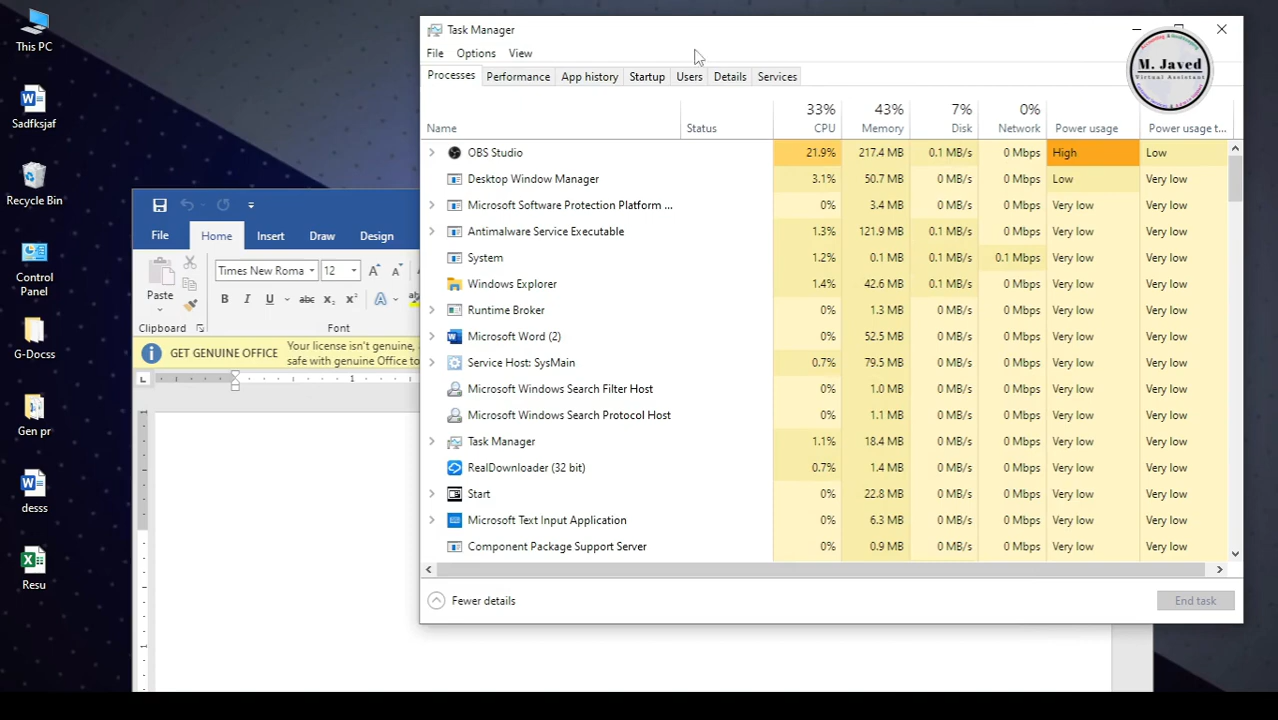 This PC
Sadfksjaf
Recycle Bin
Control
Panel
G-Docss
Gen pr
desss
Resu
File
Home
Insert
Draw
Design
Paste
Times New Roma
12
B
I
U
abc
x₂
x²
A
Clipboard
Font
GET GENUINE OFFICE
Your license isn't genuine,
safe with genuine Office to
1
Task Manager
File
Options
View
Processes
Performance
App history
Startup
Users
Details
Services
M. Javed
Virtual Assistant
33%
43%
7%
0%
Name
Status
CPU
Memory
Disk
Network
Power usage
Power usage t...
OBS Studio 21.9% 217.4 MB 0.1 MB/s 0 Mbps High Low
Desktop Window Manager 3.1% 50.7 MB 0 MB/s 0 Mbps Low Very low
Microsoft Software Protection Platform ... 0% 3.4 MB 0 MB/s 0 Mbps Very low Very low
Antimalware Service Executable 1.3% 121.9 MB 0.1 MB/s 0 Mbps Very low Very low
System 1.2% 0.1 MB 0.1 MB/s 0.1 Mbps Very low Very low
Windows Explorer 1.4% 42.6 MB 0.1 MB/s 0 Mbps Very low Very low
Runtime Broker 0% 1.3 MB 0 MB/s 0 Mbps Very low Very low
Microsoft Word (2) 0% 52.5 MB 0 MB/s 0 Mbps Very low Very low
Service Host: SysMain 0.7% 79.5 MB 0 MB/s 0 Mbps Very low Very low
Microsoft Windows Search Filter Host 0% 1.0 MB 0 MB/s 0 Mbps Very low Very low
Microsoft Windows Search Protocol Host 0% 1.1 MB 0 MB/s 0 Mbps Very low Very low
Task Manager 1.1% 18.4 MB 0 MB/s 0 Mbps Very low Very low
RealDownloader (32 bit) 0.7% 1.4 MB 0 MB/s 0 Mbps Very low Very low
Start 0% 22.8 MB 0 MB/s 0 Mbps Very low Very low
Microsoft Text Input Application 0% 6.3 MB 0 MB/s 0 Mbps Very low Very low
Component Package Support Server 0% 0.9 MB 0 MB/s 0 Mbps Very low Very low
Fewer details
End task